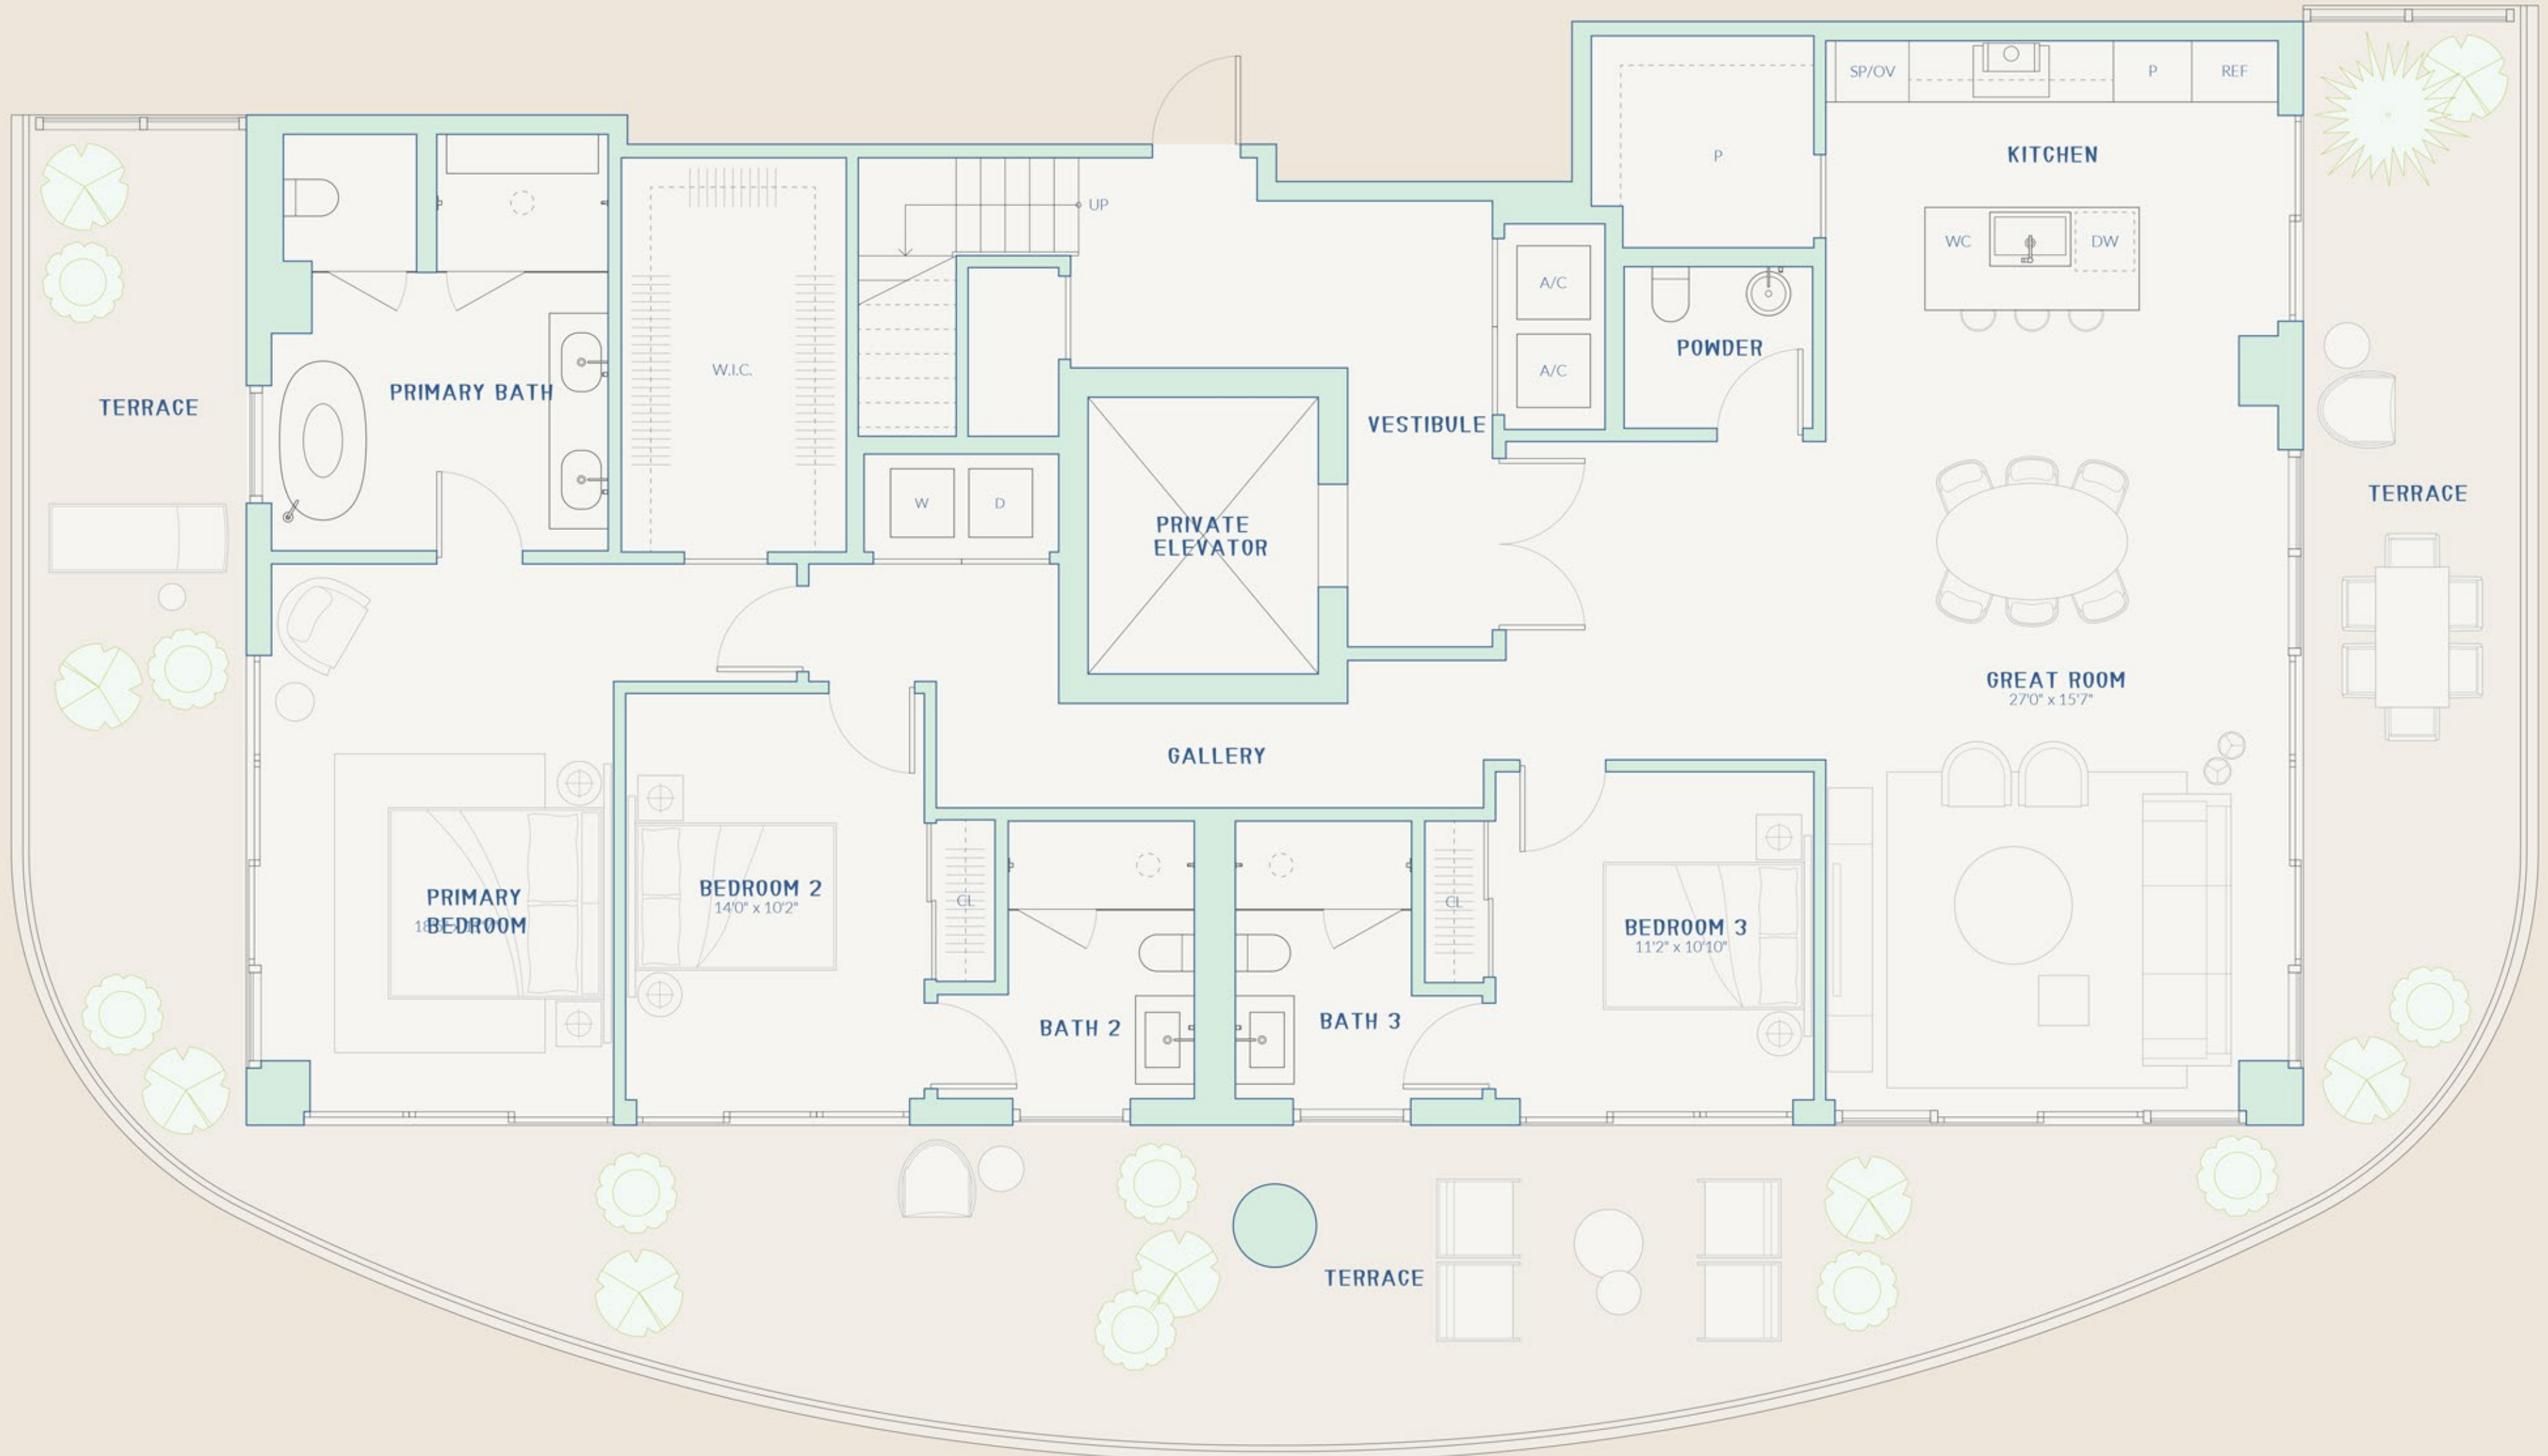 SP/OV
P
REF
KITCHEN
P
UP
WC
DW
A/C
POWDER
A/C
W.I.C.
PRIMARY BATH
TERRACE
VESTIBULE
W
D
PRIVATE
ELEVATOR
TERRACE
GREAT ROOM
27'0" x 15'7"
GALLERY
PRIMARY
BEDROOM
BEDROOM 2
14'0" x 10'2"
CL
CL
BEDROOM 3
11'2" x 10'10"
BATH 2
BATH 3
TERRACE